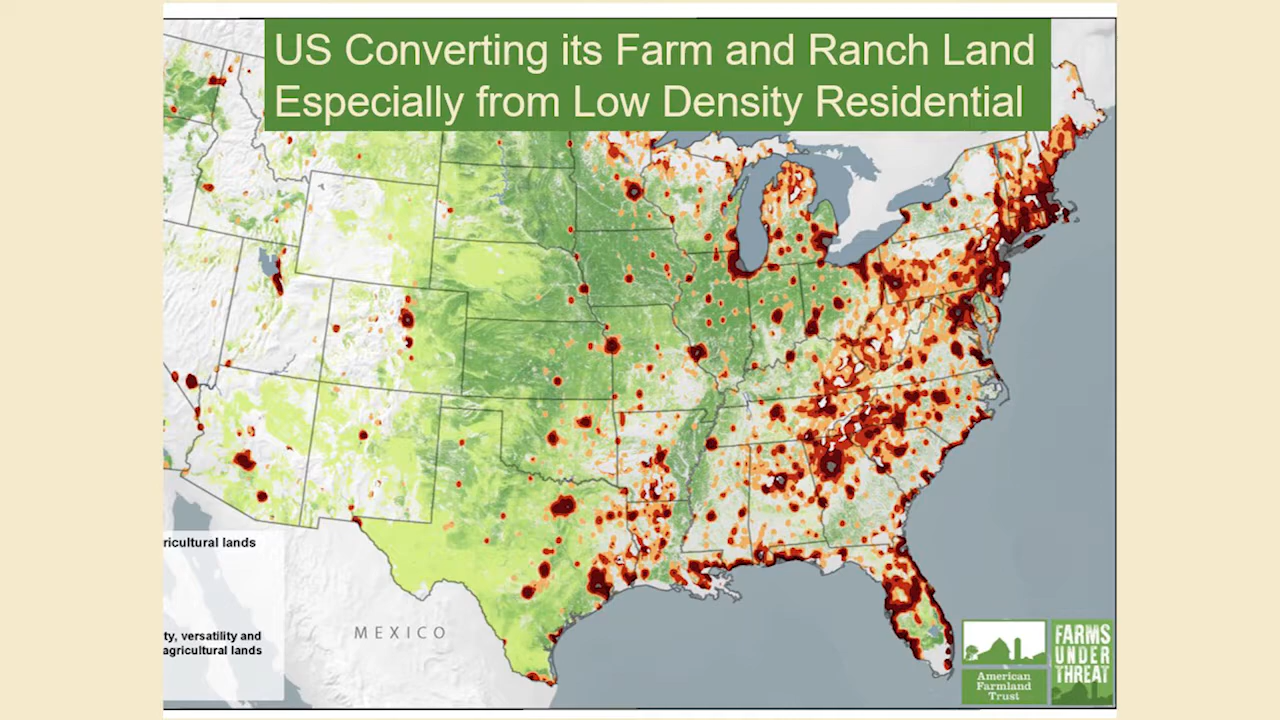 US Converting its Farm and Ranch Land
Especially from Low Density Residential
ricultural lands
ty, versatility and
agricultural lands
MEXICO
American
Farmland
Trust
FARMS
UNDER
THREAT